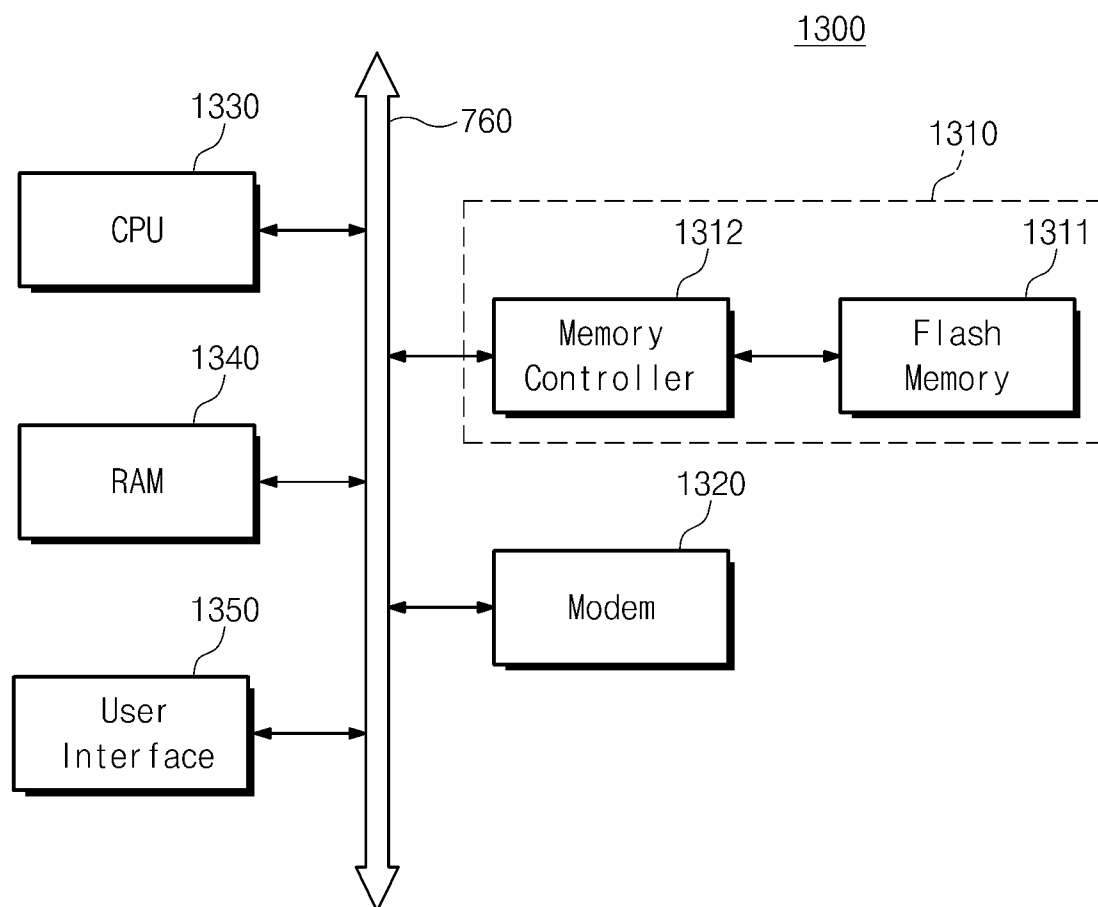 1300
1330
760
1310
CPU
1312
1311
Memory
Controller
Flash
Memory
1340
RAM
1320
Modem
1350
User
Interface